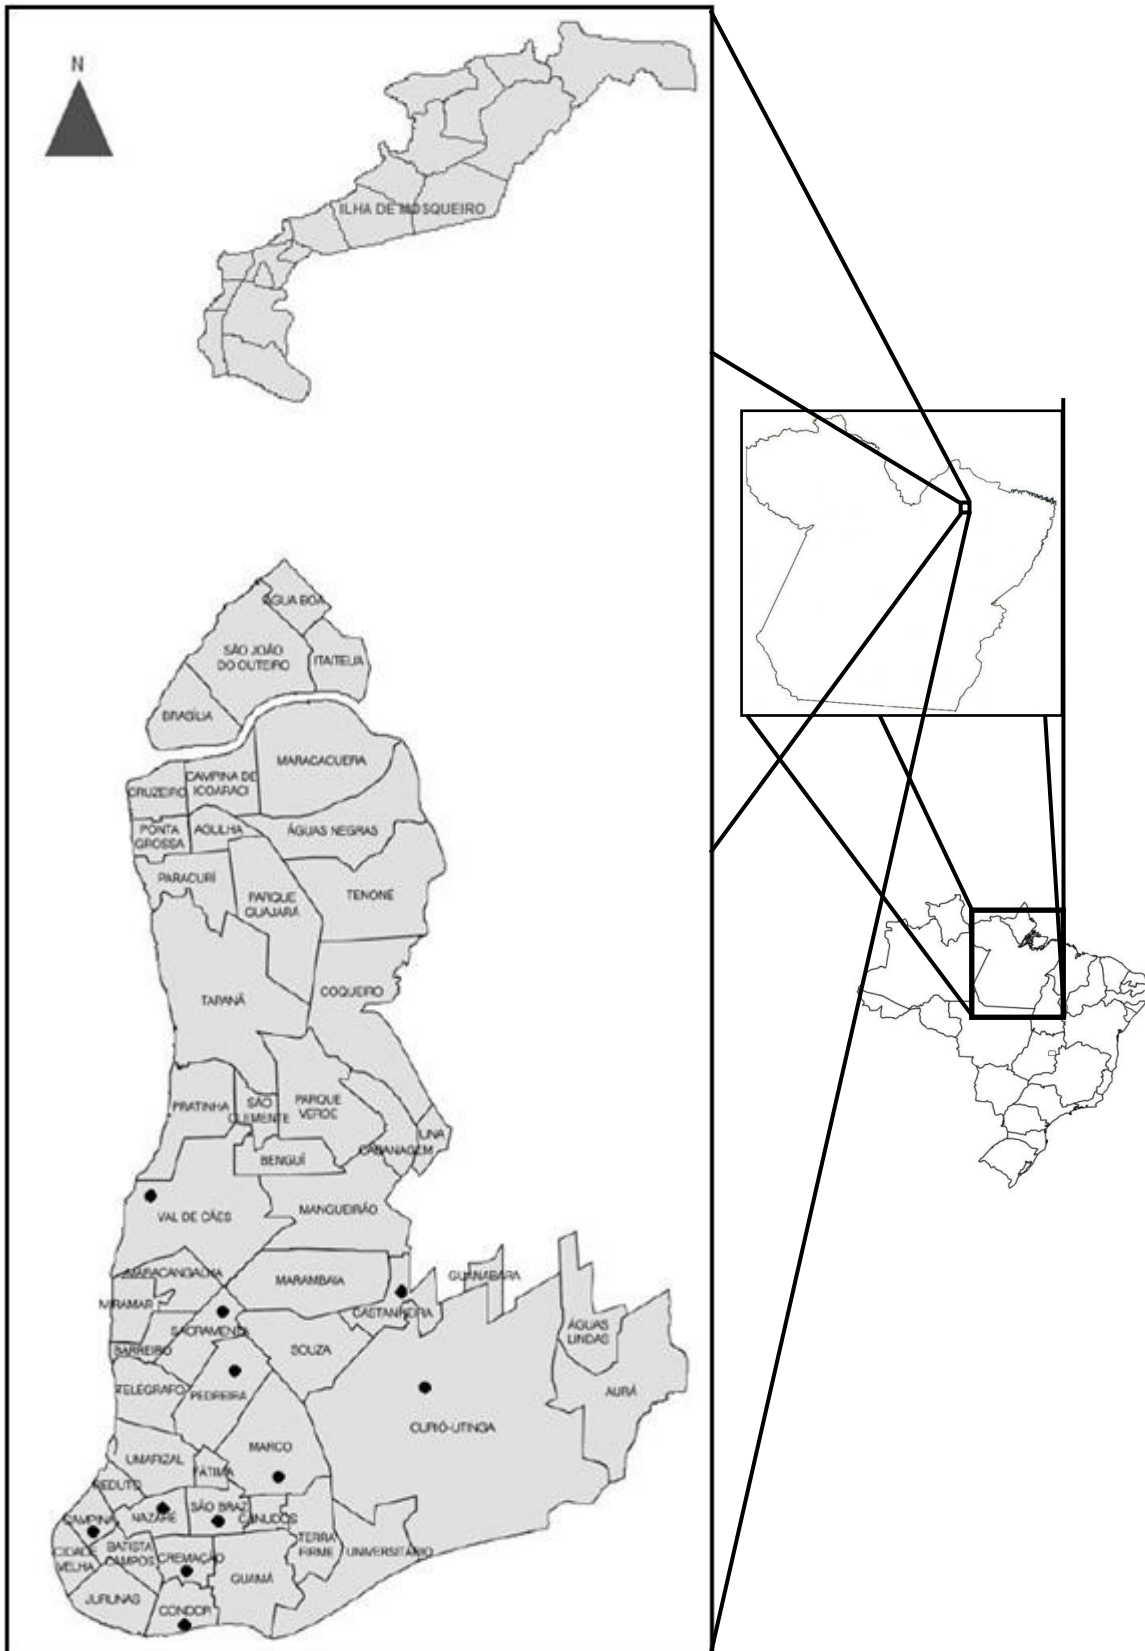 N
ILHA DE MOSQUEIRO
ÁGUA BOA
SÃO JOÃO
DO OUTEIRO
ITAITEUA
BRASÍLIA
MARACACUERA
CAMPINA DE
ICOARACI
CRUZEIRO
PONTA
GROSSA
AGULHA
ÁGUAS NEGRAS
PARACURÍ
PARQUE
GUAJARÁ
TENONÉ
TAPANÃ
COQUEIRO
PRATINHA
SÃO
CLEMENTE
PARQUE
VERDE
UNA
CABANAGEM
BENGUÍ
VAL DE CÃES
MANGUEIRÃO
MARACANGALHA
MARAMBAIA
GUANABARA
MIRAMAR
CASTANHEIRA
SACRAMENTA
ÁGUAS
LINDAS
BARREIRO
SOUZA
TELÉGRAFO
PEDREIRA
AURÁ
CURIÓ-UTINGA
MARCO
UMARIZAL
FÁTIMA
REDUTO
NAZARÉ
SÃO BRAZ
CANUDOS
CAMPINA
CIDADE
VELHA
BATISTA
CAMPOS
CREMAÇÃO
TERRA
FIRME
UNIVERSITÁRIO
GUAMÁ
JURUNAS
CONDOR